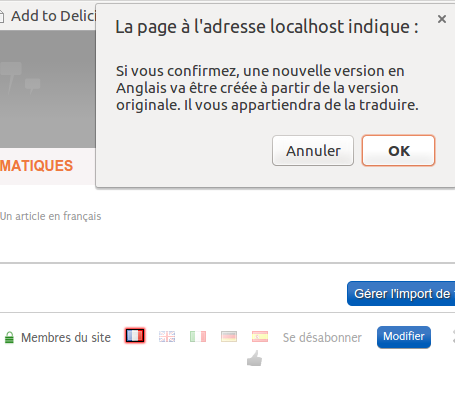 Add to Delici
La page à l'adresse localhost indique :
Si vous confirmez, une nouvelle version en
Anglais va être créée à partir de la version
originale. Il vous appartiendra de la traduire.
Annuler
OK
MATIQUES
Un article en français
Gérer l'import de
Membres du site
Se désabonner
Modifier